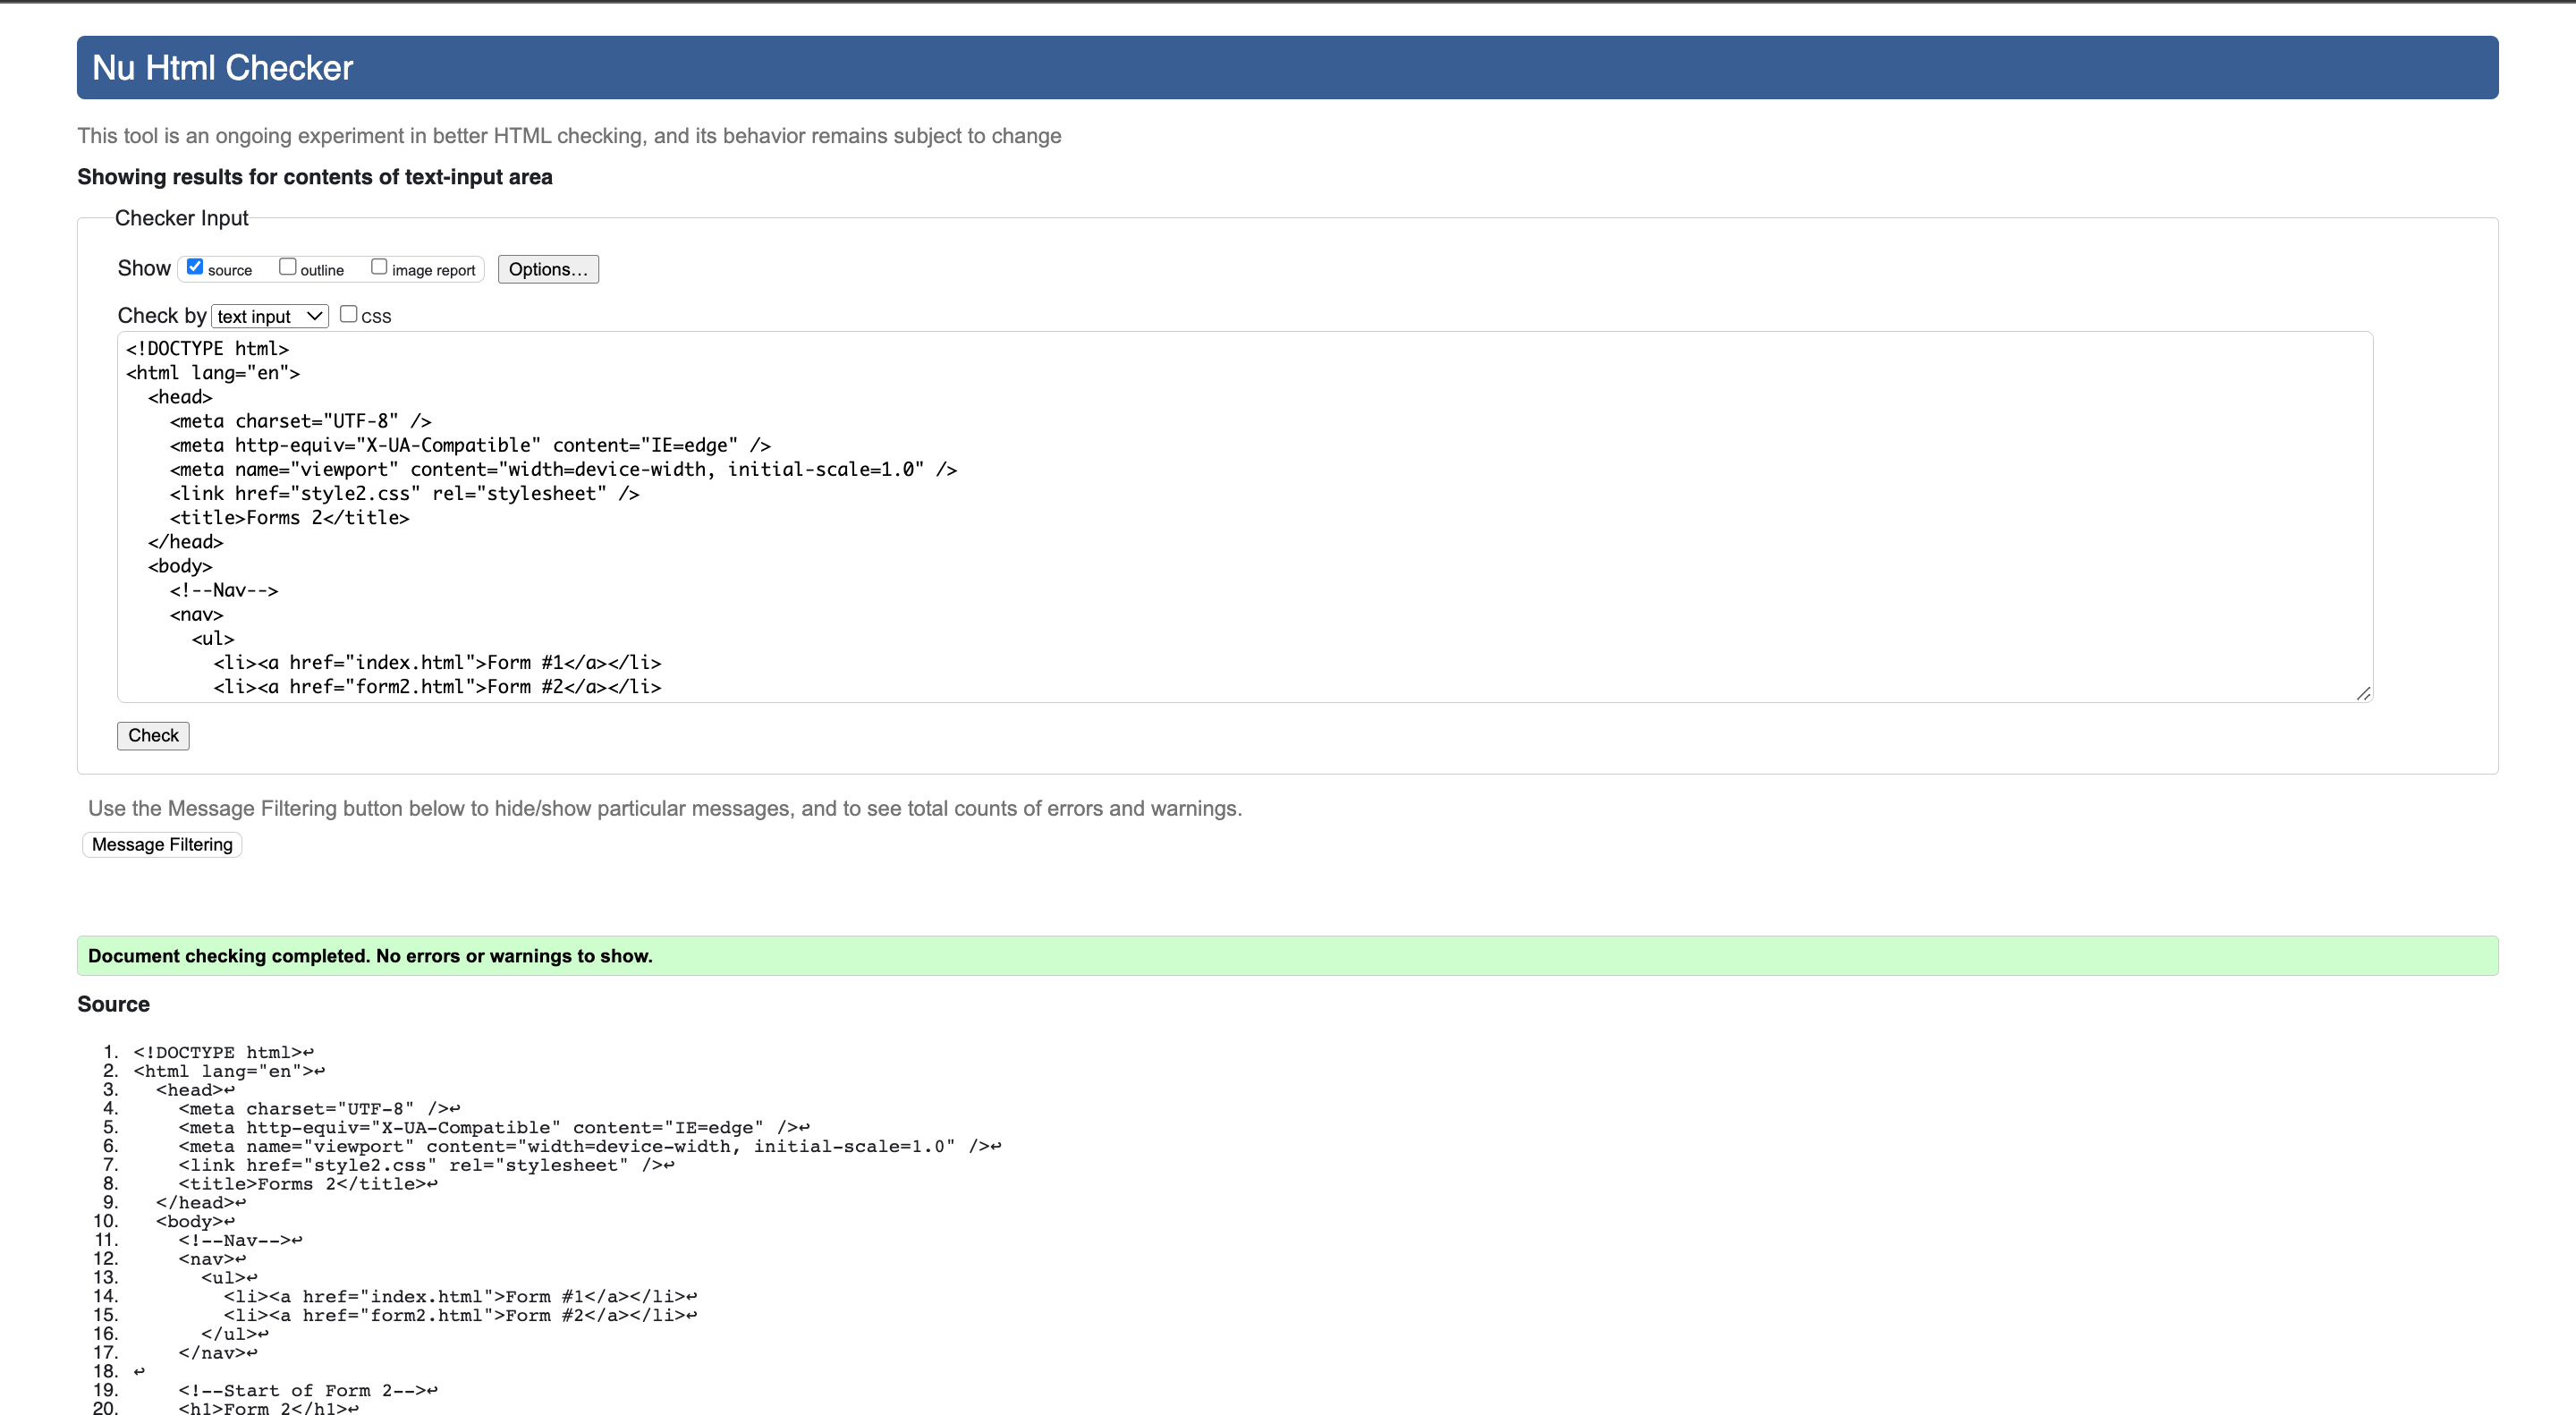 Nu Html Checker
This tool is an ongoing experiment in better HTML checking, and its behavior remains subject to change
Showing results for contents of text-input area
Checker Input
Show source outline image report Options...
Check by text input CSS
<!DOCTYPE html>
<html lang="en">
  <head>
    <meta charset="UTF-8" />
    <meta http-equiv="X-UA-Compatible" content="IE=edge" />
    <meta name="viewport" content="width=device-width, initial-scale=1.0" />
    <link href="style2.css" rel="stylesheet" />
    <title>Forms 2</title>
  </head>
  <body>
    <!--Nav-->
    <nav>
      <ul>
        <li><a href="index.html">Form #1</a></li>
        <li><a href="form2.html">Form #2</a></li>
Check
Use the Message Filtering button below to hide/show particular messages, and to see total counts of errors and warnings.
Message Filtering
Document checking completed. No errors or warnings to show.
Source
1. <!DOCTYPE html>↩
2. <html lang="en">↩
3.   <head>↩
4.     <meta charset="UTF-8" />↩
5.     <meta http-equiv="X-UA-Compatible" content="IE=edge" />↩
6.     <meta name="viewport" content="width=device-width, initial-scale=1.0" />↩
7.     <link href="style2.css" rel="stylesheet" />↩
8.     <title>Forms 2</title>↩
9.   </head>↩
10.   <body>↩
11.     <!--Nav-->↩
12.     <nav>↩
13.       <ul>↩
14.         <li><a href="index.html">Form #1</a></li>↩
15.         <li><a href="form2.html">Form #2</a></li>↩
16.       </ul>↩
17.     </nav>↩
18. ↩
19.     <!--Start of Form 2-->↩
20.     <h1>Form 2</h1>↩